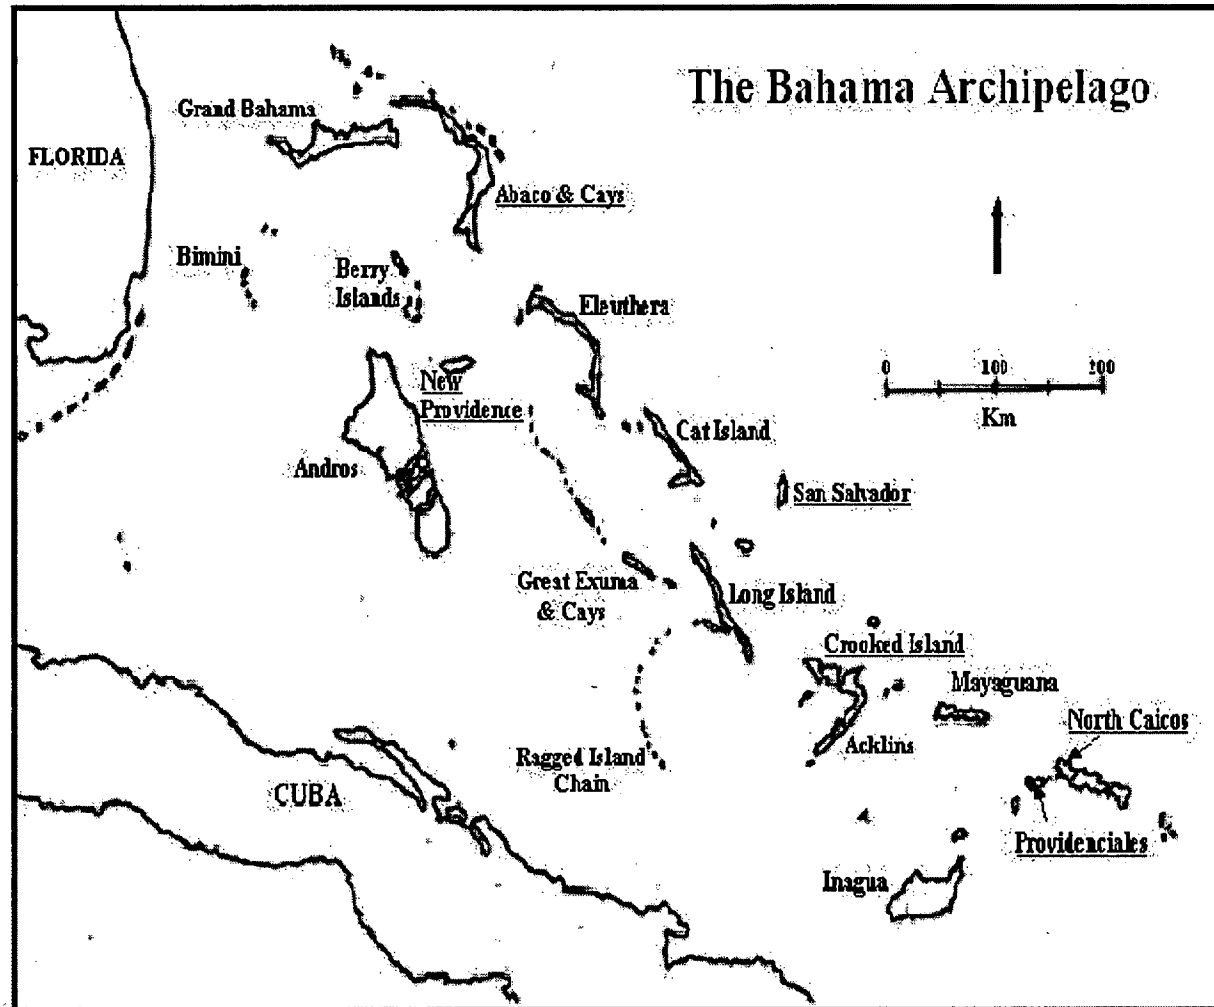 The Bahama Archipelago
Grand Bahama
FLORIDA
Abaco & Cays
Bimini
Berry
Islands
Eleuthera
0 100 200
Km
New
Providence
Cat Island
Andros
San Salvador
Great Exuma
& Cays
Long Island
Crooked Island
Mayaguana
North Caicos
Ragged Island
Chain
Acklins
CUBA
Providenciales
Inagua